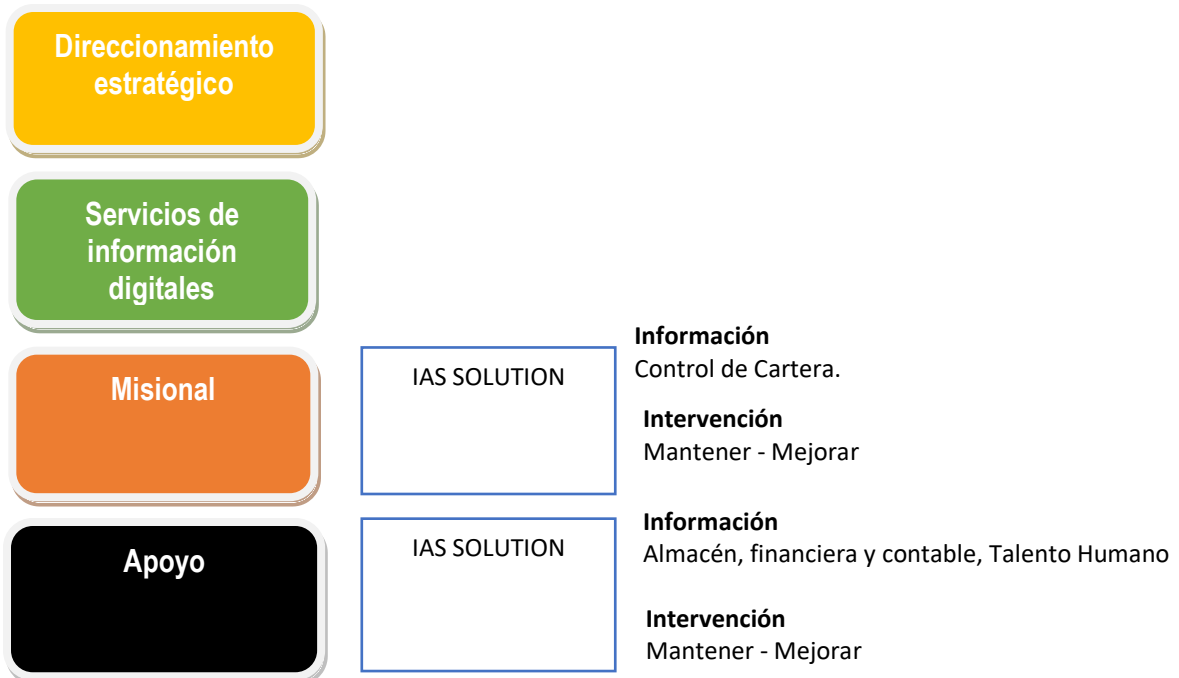 Direccionamiento
estratégico
Servicios de
información
digitales
Misional
IAS SOLUTION
Información
Control de Cartera.
Intervención
Mantener - Mejorar
Apoyo
IAS SOLUTION
Información
Almacén, financiera y contable, Talento Humano
Intervención
Mantener - Mejorar